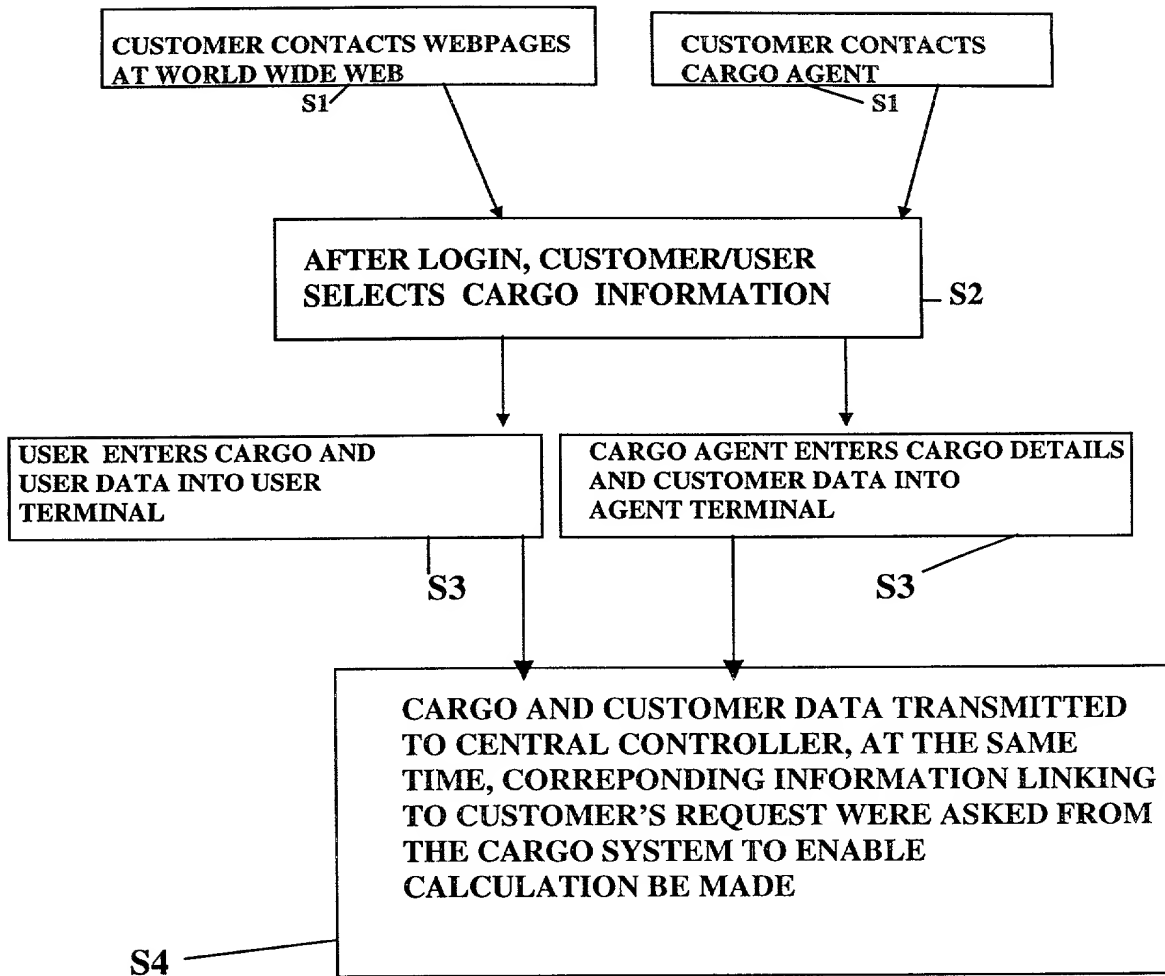 CUSTOMER CONTACTS WEBPAGES
AT WORLD WIDE WEB
S1
CUSTOMER CONTACTS
CARGO AGENT
S1
AFTER LOGIN, CUSTOMER/USER
SELECTS CARGO INFORMATION
S2
USER ENTERS CARGO AND
USER DATA INTO USER
TERMINAL
S3
CARGO AGENT ENTERS CARGO DETAILS
AND CUSTOMER DATA INTO
AGENT TERMINAL
S3
CARGO AND CUSTOMER DATA TRANSMITTED
TO CENTRAL CONTROLLER, AT THE SAME
TIME, CORREPONDING INFORMATION LINKING
TO CUSTOMER'S REQUEST WERE ASKED FROM
THE CARGO SYSTEM TO ENABLE
CALCULATION BE MADE
S4